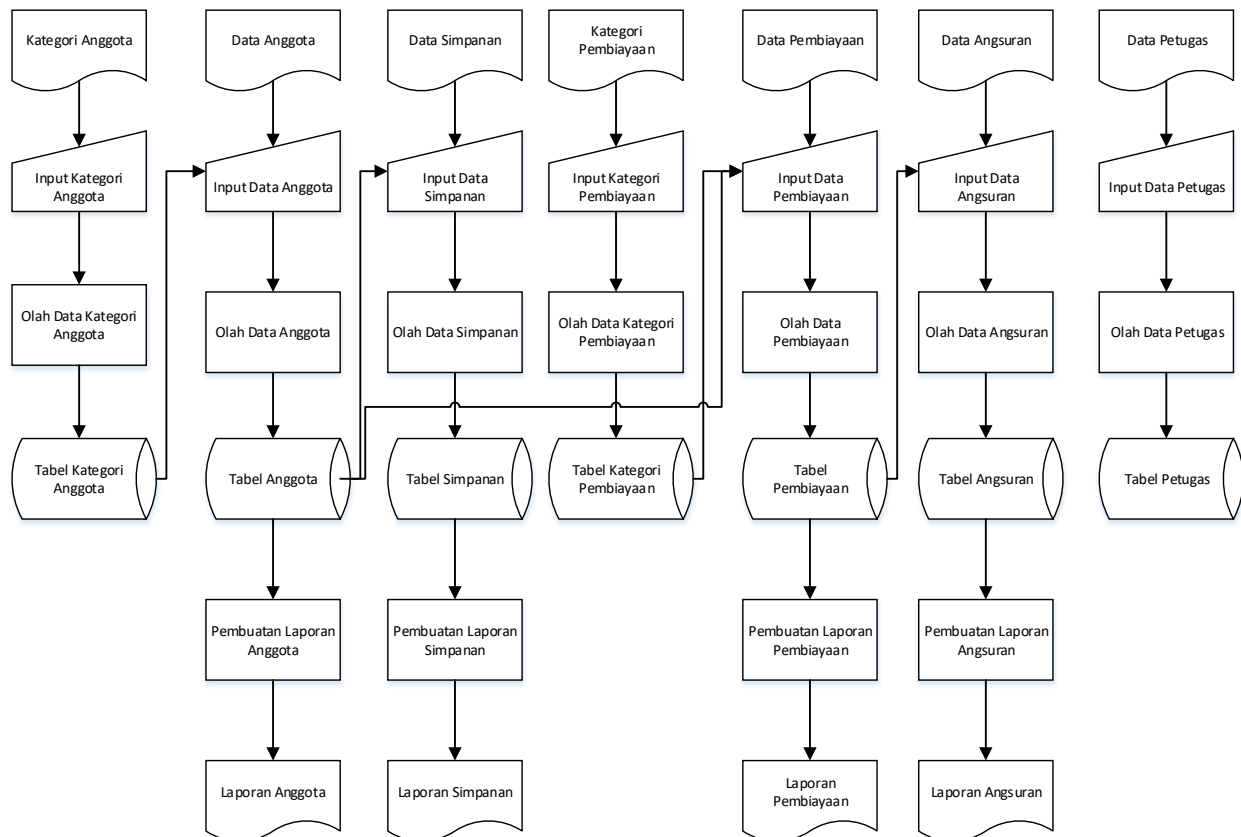 Kategori Anggota
Data Anggota
Data Simpanan
Kategori
Pembiayaan
Data Pembiayaan
Data Angsuran
Data Petugas
Input Kategori
Anggota
Input Data Anggota
Input Data
Simpanan
Input Kategori
Pembiayaan
Input Data
Pembiayaan
Input Data
Angsuran
Input Data Petugas
Olah Data Kategori
Anggota
Olah Data Anggota
Olah Data Simpanan
Olah Data Kategori
Pembiayaan
Olah Data
Pembiayaan
Olah Data Angsuran
Olah Data Petugas
Tabel Kategori
Anggota
Tabel Anggota
Tabel Simpanan
Tabel Kategori
Pembiayaan
Tabel
Pembiayaan
Tabel Angsuran
Tabel Petugas
Pembuatan Laporan
Anggota
Pembuatan Laporan
Simpanan
Pembuatan Laporan
Pembiayaan
Pembuatan Laporan
Angsuran
Laporan Anggota
Laporan Simpanan
Laporan
Pembiayaan
Laporan Angsuran